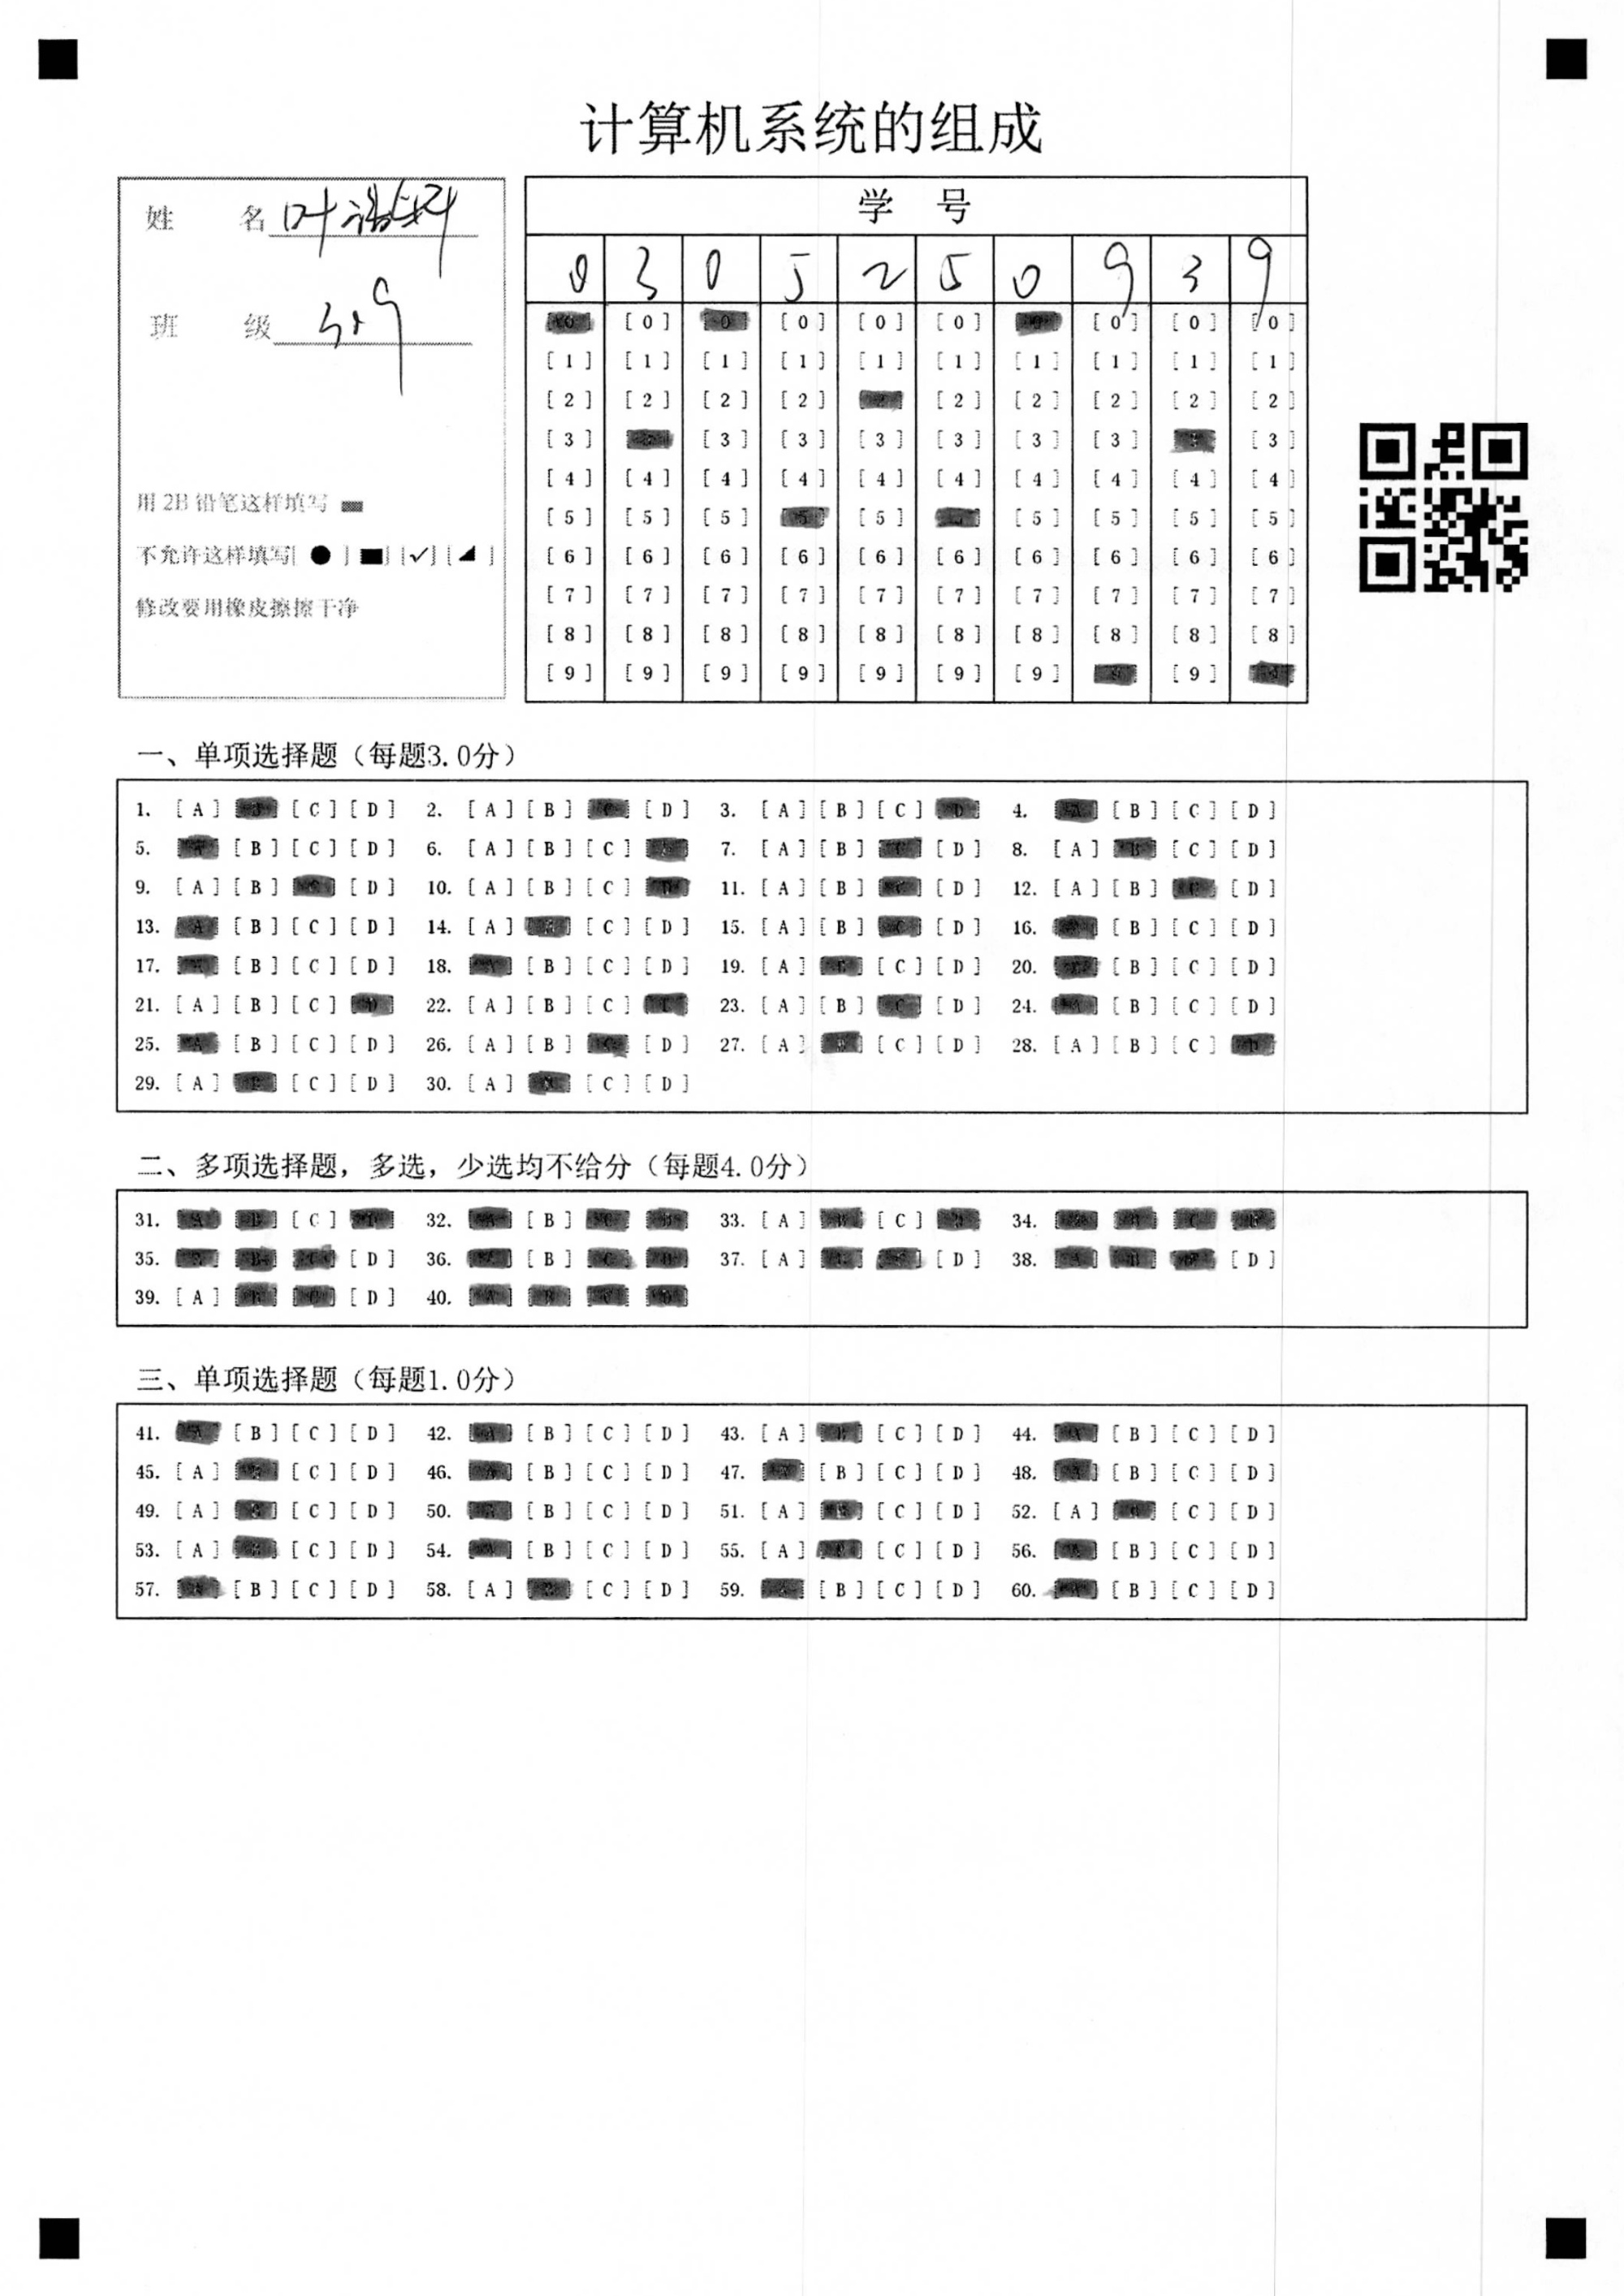 计算机系统的组成
姓 名 叶
班 级
用 2B 铅笔这样填写
不允许这样填写[ ● ] [■] [✓] [◢ ]
修改要用橡皮擦擦干净
学 号
0 3 0 5 2 5 0 9 3 9
[0] [0] [0] [0] [0] [0] [0] [0] [0] [0]
[1] [1] [1] [1] [1] [1] [1] [1] [1] [1]
[2] [2] [2] [2] [2] [2] [2] [2] [2]
[3] [3] [3] [3] [3] [3] [3] [3]
[4] [4] [4] [4] [4] [4] [4] [4] [4] [4]
[5] [5] [5] [5] [5] [5] [5] [5] [5]
[6] [6] [6] [6] [6] [6] [6] [6] [6] [6]
[7] [7] [7] [7] [7] [7] [7] [7] [7] [7]
[8] [8] [8] [8] [8] [8] [8] [8] [8] [8]
[9] [9] [9] [9] [9] [9] [9] [9]
一、单项选择题（每题3.0分）
1. [A] [C] [D] 2. [A] [B] [D] 3. [A] [B] [C] 4. [B] [C] [D]
5. [B] [C] [D] 6. [A] [B] [C] 7. [A] [B] [D] 8. [A] [C] [D]
9. [A] [B] [D] 10. [A] [B] [C] 11. [A] [B] [D] 12. [A] [B] [D]
13. [B] [C] [D] 14. [A] [C] [D] 15. [A] [B] [D] 16. [B] [C] [D]
17. [B] [C] [D] 18. [B] [C] [D] 19. [A] [C] [D] 20. [B] [C] [D]
21. [A] [B] [C] 22. [A] [B] [C] 23. [A] [B] [D] 24. [B] [C] [D]
25. [B] [C] [D] 26. [A] [B] [D] 27. [A] [C] [D] 28. [A] [B] [C]
29. [A] [C] [D] 30. [A] [C] [D]
二、多项选择题，多选，少选均不给分（每题4.0分）
31. [C] 32. [B] 33. [A] [C] 34.
35. [D] 36. [B] 37. [A] [D] 38. [D]
39. [A] [D] 40.
三、单项选择题（每题1.0分）
41. [B] [C] [D] 42. [B] [C] [D] 43. [A] [C] [D] 44. [B] [C] [D]
45. [A] [C] [D] 46. [B] [C] [D] 47. [B] [C] [D] 48. [B] [C] [D]
49. [A] [C] [D] 50. [B] [C] [D] 51. [A] [C] [D] 52. [A] [C] [D]
53. [A] [C] [D] 54. [B] [C] [D] 55. [A] [C] [D] 56. [B] [C] [D]
57. [B] [C] [D] 58. [A] [C] [D] 59. [B] [C] [D] 60. [B] [C] [D]